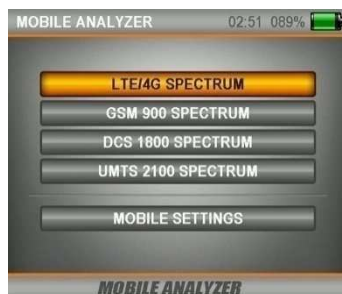 MOBILE ANALYZER 02:51 089%
LTE/4G SPECTRUM
GSM 900 SPECTRUM
DCS 1800 SPECTRUM
UMTS 2100 SPECTRUM
MOBILE SETTINGS
MOBILE ANALYZER